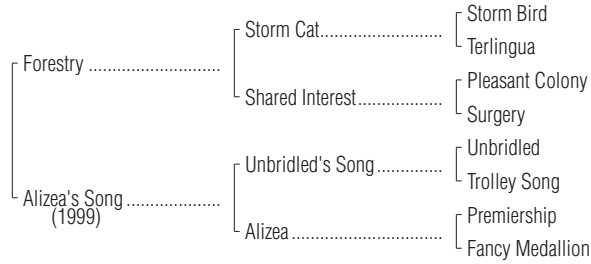 Storm Bird
Storm Cat..............................
Terlingua
Forestry ................................
Pleasant Colony
Shared Interest.....................
Surgery
Unbridled
Unbridled's Song ................
Trolley Song
Alizea's Song .......................
(1999)
Premiership
Alizea .....................................
Fancy Medallion